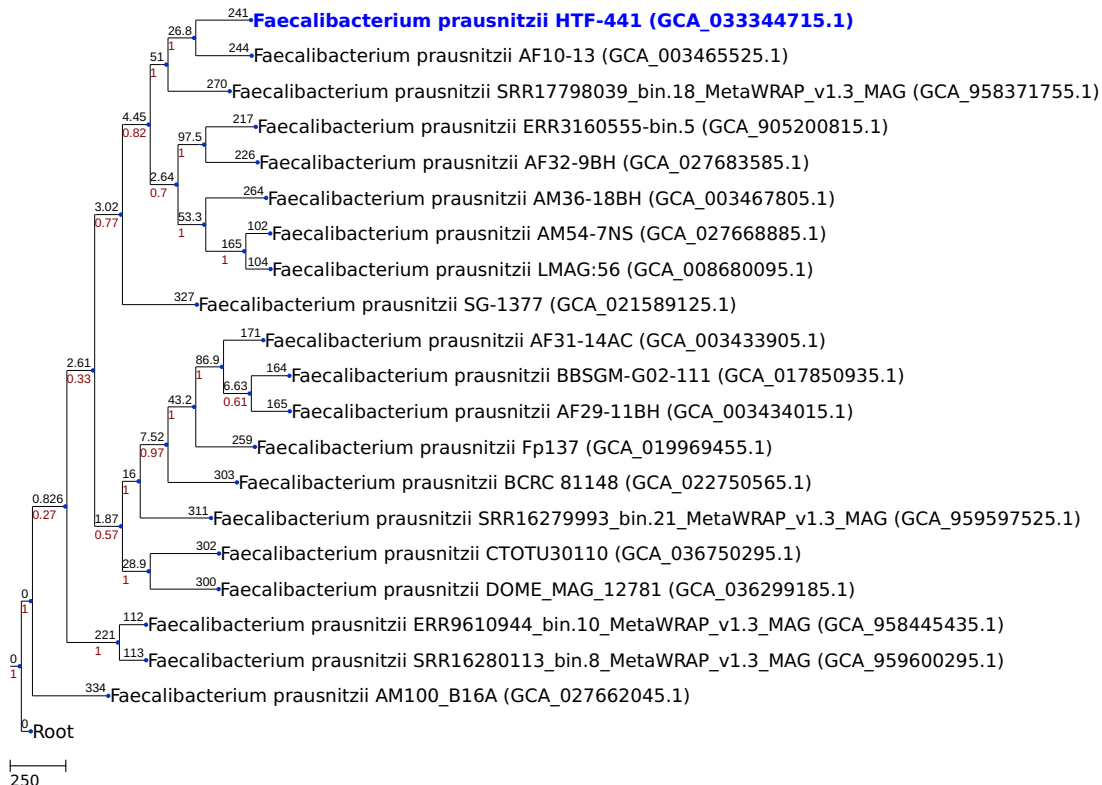 241
Faecalibacterium prausnitzii HTF-441 (GCA_033344715.1)
26.8
1
244
Faecalibacterium prausnitzii AF10-13 (GCA_003465525.1)
51
1
270
Faecalibacterium prausnitzii SRR17798039_bin.18_MetaWRAP_v1.3_MAG (GCA_958371755.1)
4.45
0.82
217
Faecalibacterium prausnitzii ERR3160555-bin.5 (GCA_905200815.1)
97.5
1
226
Faecalibacterium prausnitzii AF32-9BH (GCA_027683585.1)
2.64
0.7
264
Faecalibacterium prausnitzii AM36-18BH (GCA_003467805.1)
53.3
1
102
Faecalibacterium prausnitzii AM54-7NS (GCA_027668885.1)
165
1
104
Faecalibacterium prausnitzii LMAG:56 (GCA_008680095.1)
3.02
0.77
327
Faecalibacterium prausnitzii SG-1377 (GCA_021589125.1)
171
Faecalibacterium prausnitzii AF31-14AC (GCA_003433905.1)
86.9
1
164
Faecalibacterium prausnitzii BBSGM-G02-111 (GCA_017850935.1)
6.63
0.61
165
Faecalibacterium prausnitzii AF29-11BH (GCA_003434015.1)
2.61
0.33
43.2
1
259
Faecalibacterium prausnitzii Fp137 (GCA_019969455.1)
7.52
0.97
303
Faecalibacterium prausnitzii BCRC 81148 (GCA_022750565.1)
16
1
311
Faecalibacterium prausnitzii SRR16279993_bin.21_MetaWRAP_v1.3_MAG (GCA_959597525.1)
0.826
0.27
1.87
0.57
302
Faecalibacterium prausnitzii CTOTU30110 (GCA_036750295.1)
28.9
1
300
Faecalibacterium prausnitzii DOME_MAG_12781 (GCA_036299185.1)
0
1
112
Faecalibacterium prausnitzii ERR9610944_bin.10_MetaWRAP_v1.3_MAG (GCA_958445435.1)
221
1
113
Faecalibacterium prausnitzii SRR16280113_bin.8_MetaWRAP_v1.3_MAG (GCA_959600295.1)
0
1
334
Faecalibacterium prausnitzii AM100_B16A (GCA_027662045.1)
0
Root
250